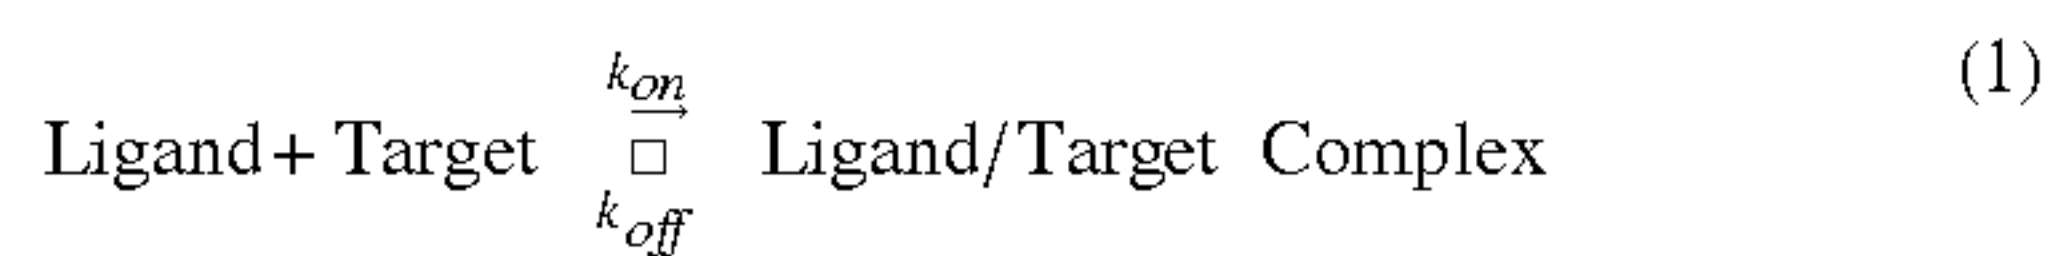 (1)
k_on
→
Ligand + Target □ Ligand/Target Complex
k_off